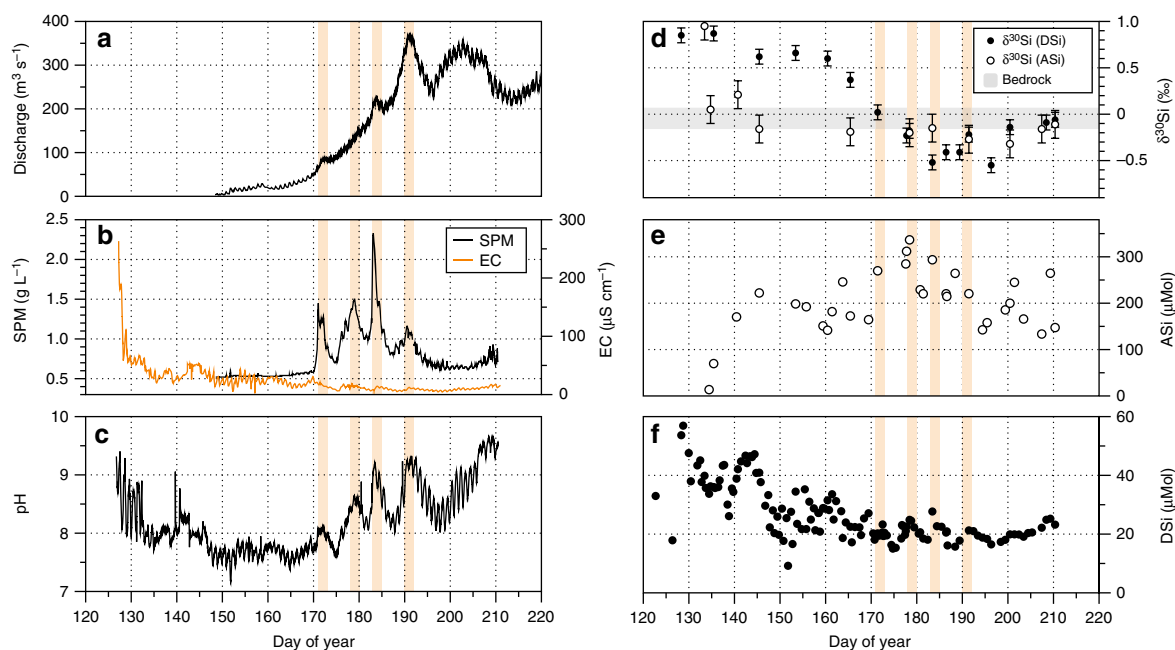 a
400
300
200
100
0
Discharge (m³ s⁻¹)
b
2.5
2.0
1.5
1.0
0.5
SPM (g L⁻¹)
SPM
EC
300
200
100
0
EC (µS cm⁻¹)
c
10
9
8
7
pH
120 130 140 150 160 170 180 190 200 210 220
Day of year
d
δ³⁰Si (DSi)
δ³⁰Si (ASi)
Bedrock
1.0
0.5
0
−0.5
δ³⁰Si (‰)
e
300
200
100
0
ASi (µMol)
f
60
40
20
0
DSi (µMol)
120 130 140 150 160 170 180 190 200 210 220
Day of year